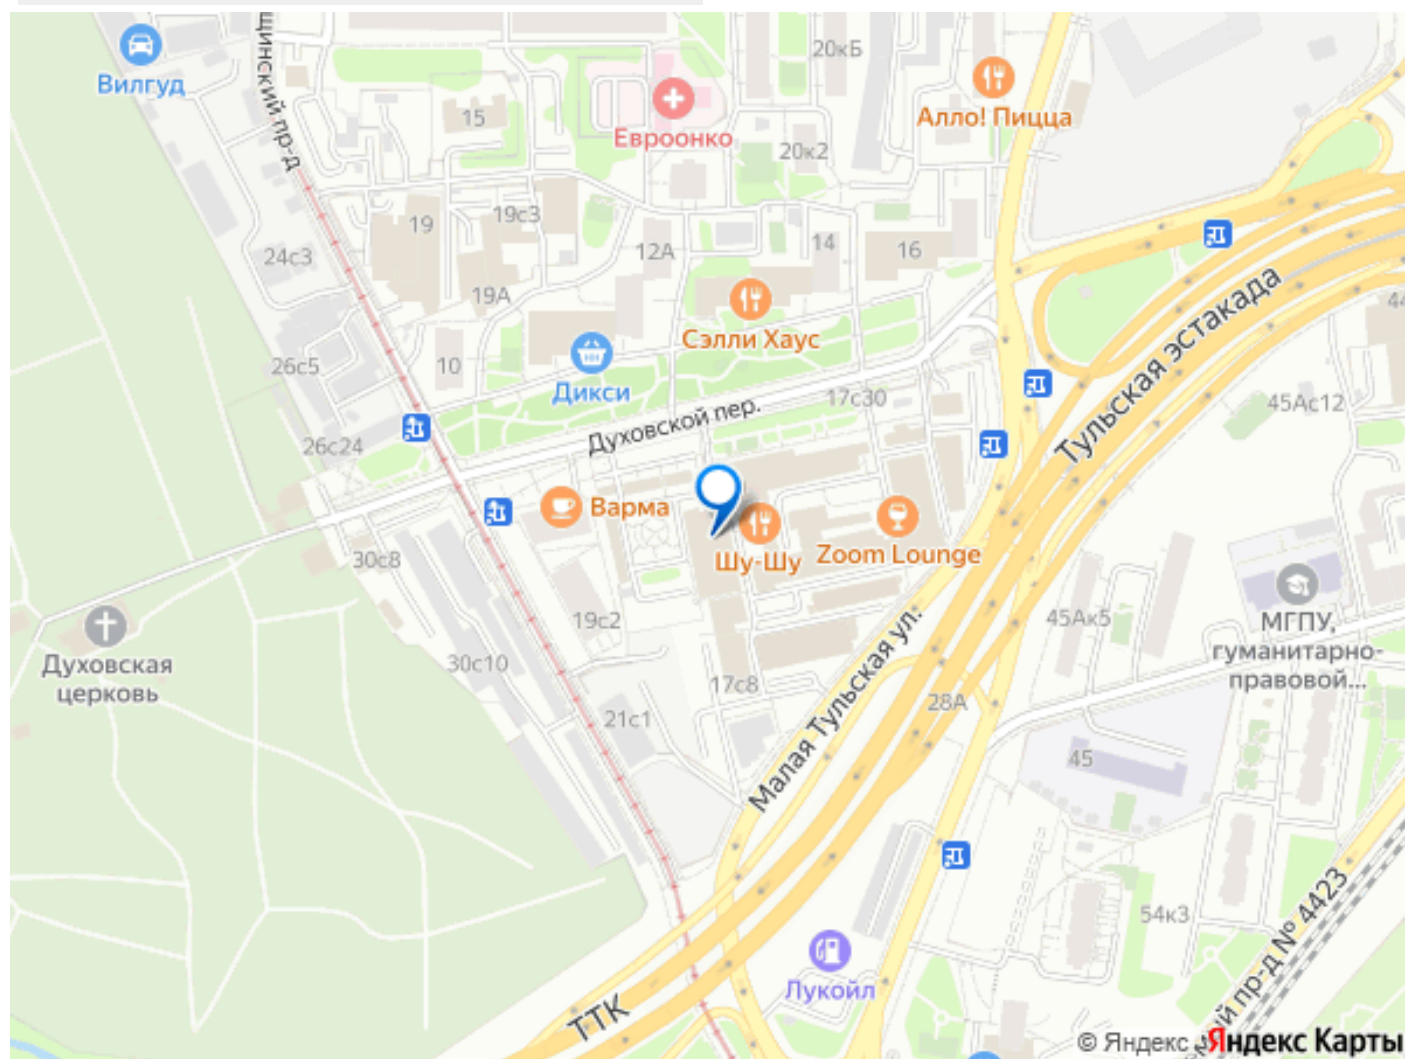 Вилгуд
щинский пр-д
15
Евроонко
20кБ
20к2
Алло! Пицца
19
19с3
24с3
12А
14
16
19А
Сэлли Хаус
Тульская эстакада
44
26с5
10
Дикси
17с30
45Ас12
Духовской пер.
26с24
Варма
Шу-Шу
Zoom Lounge
30с8
19с2
45Ак5
МГПУ,
гуманитарно-
правовой...
Духовская
церковь
30с10
17с8
28А
Малая Тульская ул.
21с1
45
54к3
Лукойл
ый пр-д № 4423
ТТК
© Яндекс
Яндекс Карты